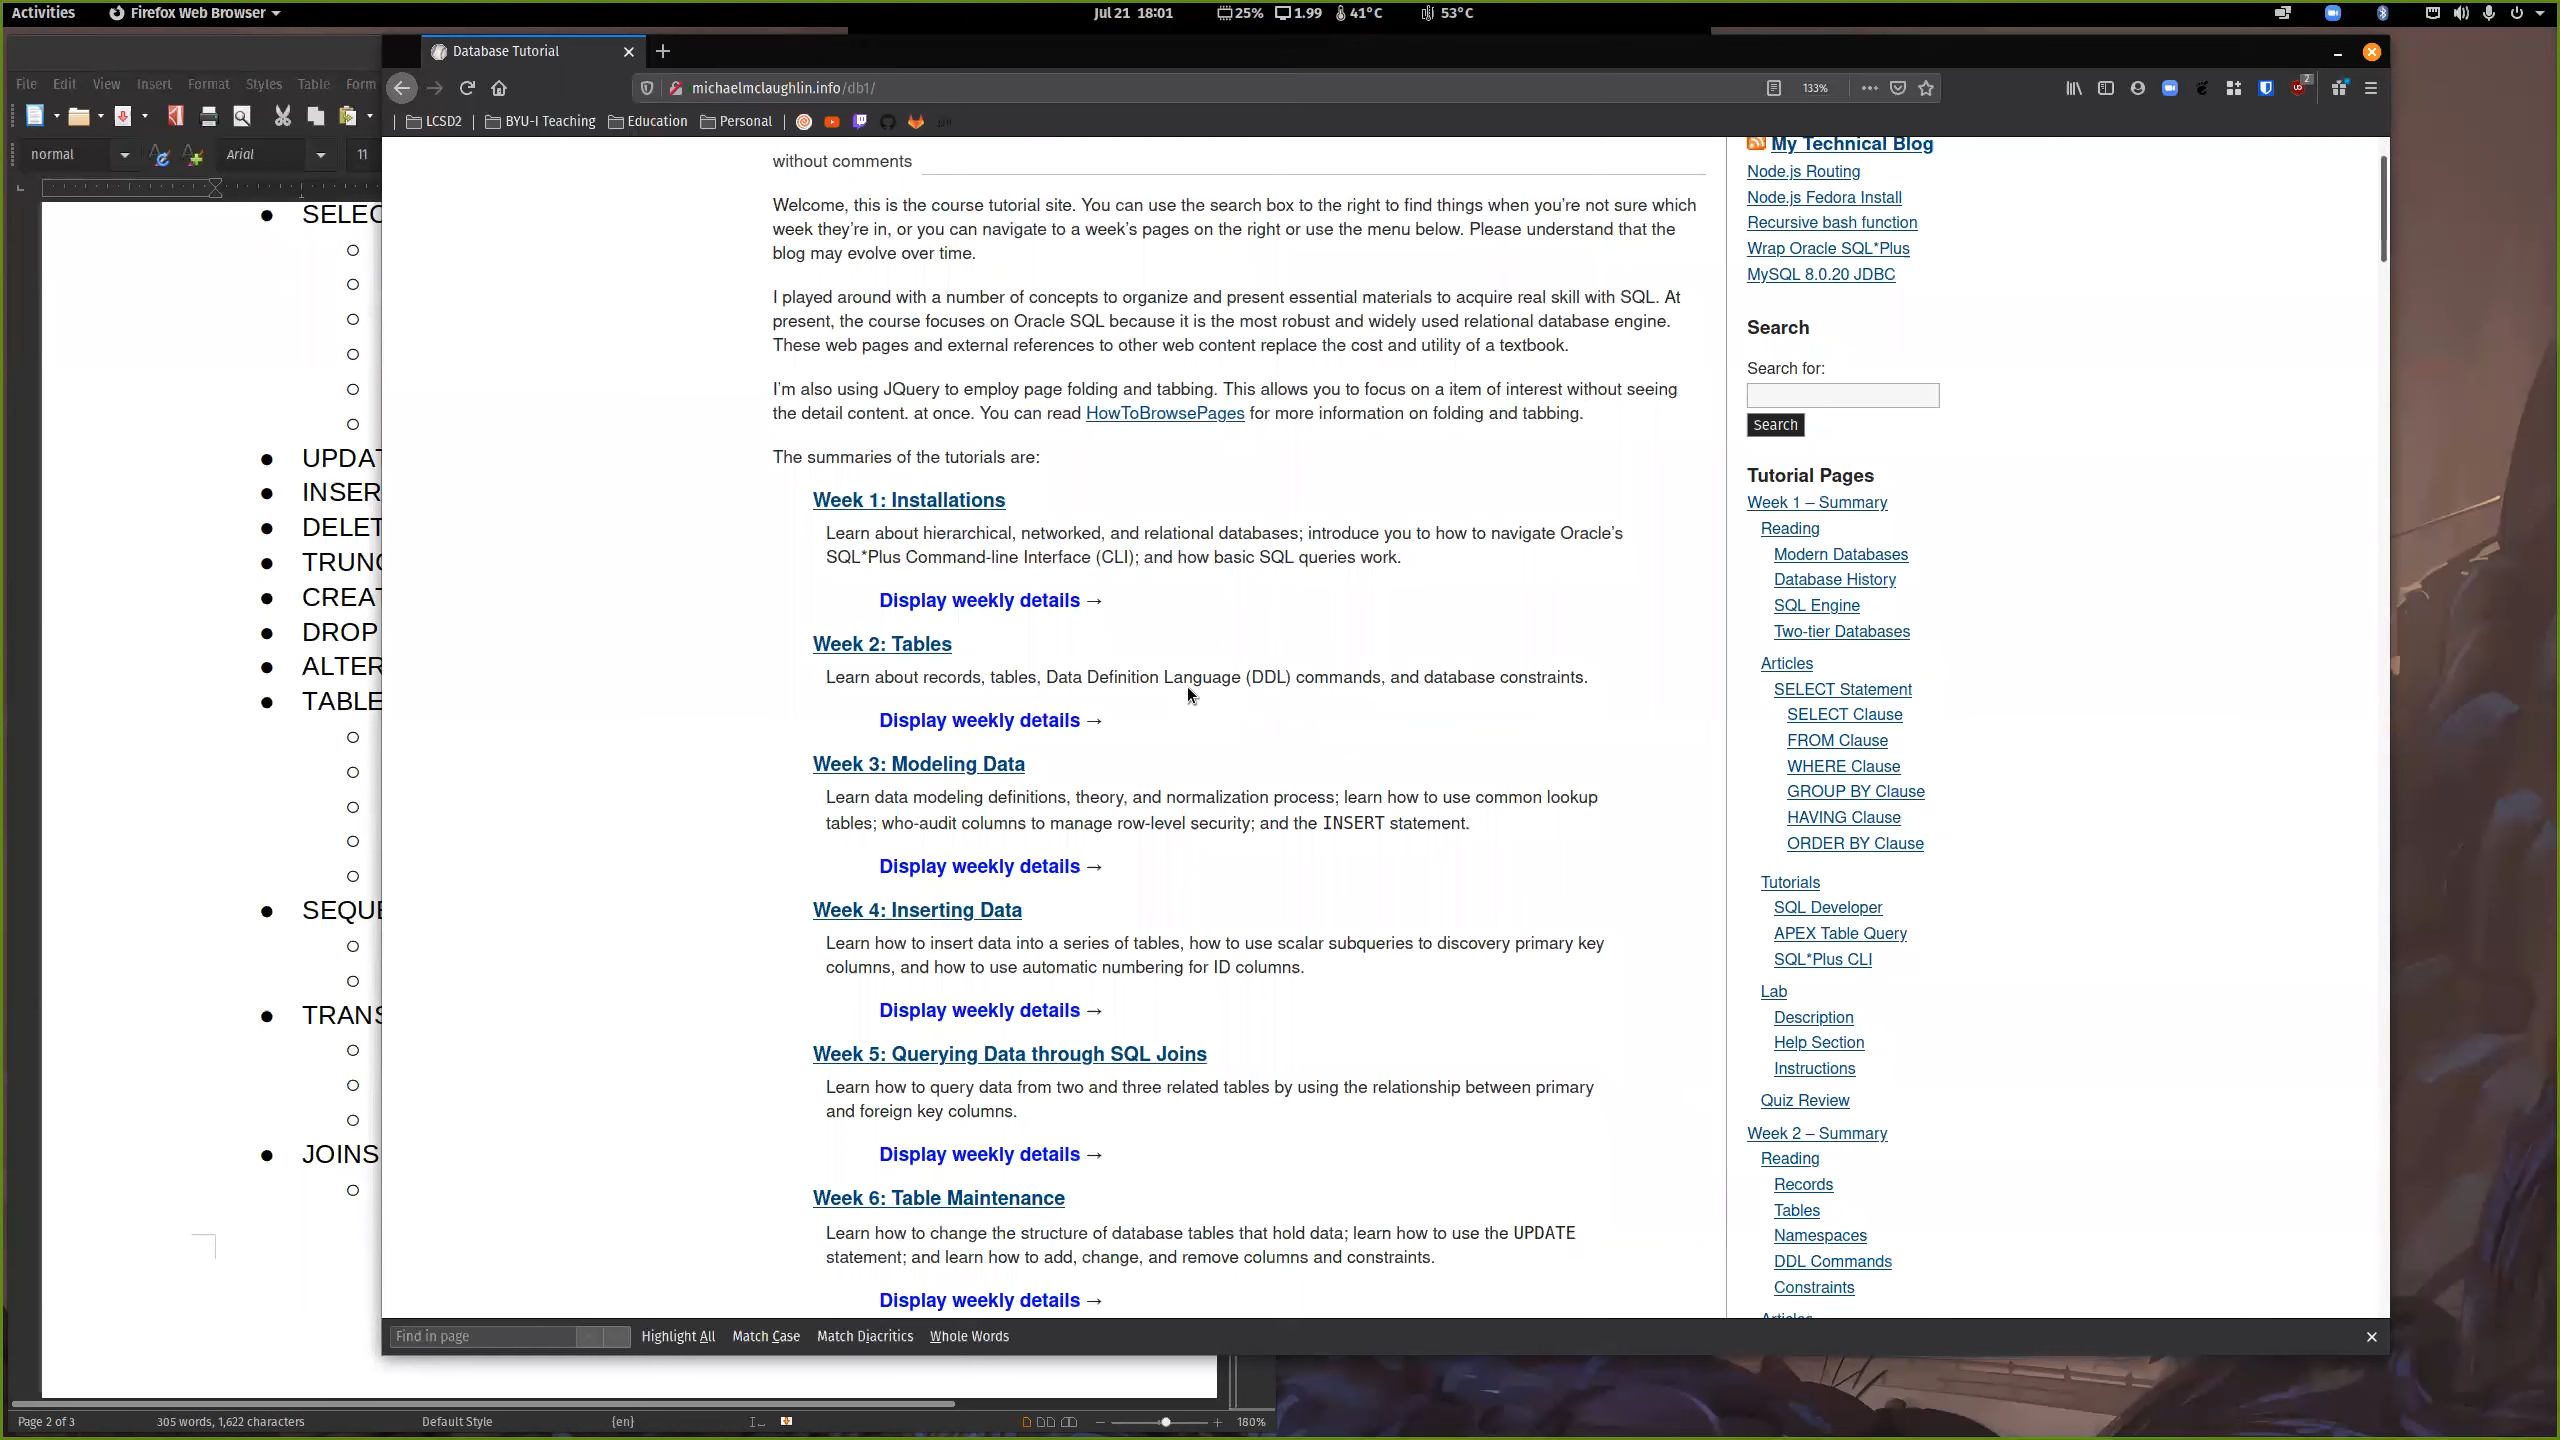 Activities
Firefox Web Browser
Jul 21 18:01
25%
1.99
41°C
53°C
Database Tutorial
michaelmclaughlin.info/db1/
133%
2
LCSD2
BYU-I Teaching
Education
Personal
File Edit View Insert Format Styles Table Form
normal
Arial
11
SELEC
UPDAT
INSER
DELET
TRUNC
CREAT
DROP
ALTER
TABLE
SEQUE
TRANS
JOINS
without comments
Welcome, this is the course tutorial site. You can use the search box to the right to find things when you're not sure which
week they're in, or you can navigate to a week's pages on the right or use the menu below. Please understand that the
blog may evolve over time.
I played around with a number of concepts to organize and present essential materials to acquire real skill with SQL. At
present, the course focuses on Oracle SQL because it is the most robust and widely used relational database engine.
These web pages and external references to other web content replace the cost and utility of a textbook.
I'm also using JQuery to employ page folding and tabbing. This allows you to focus on a item of interest without seeing
the detail content. at once. You can read HowToBrowsePages for more information on folding and tabbing.
The summaries of the tutorials are:
Week 1: Installations
Learn about hierarchical, networked, and relational databases; introduce you to how to navigate Oracle's
SQL*Plus Command-line Interface (CLI); and how basic SQL queries work.
Display weekly details →
Week 2: Tables
Learn about records, tables, Data Definition Language (DDL) commands, and database constraints.
Display weekly details →
Week 3: Modeling Data
Learn data modeling definitions, theory, and normalization process; learn how to use common lookup
tables; who-audit columns to manage row-level security; and the INSERT statement.
Display weekly details →
Week 4: Inserting Data
Learn how to insert data into a series of tables, how to use scalar subqueries to discovery primary key
columns, and how to use automatic numbering for ID columns.
Display weekly details →
Week 5: Querying Data through SQL Joins
Learn how to query data from two and three related tables by using the relationship between primary
and foreign key columns.
Display weekly details →
Week 6: Table Maintenance
Learn how to change the structure of database tables that hold data; learn how to use the UPDATE
statement; and learn how to add, change, and remove columns and constraints.
Display weekly details →
My Technical Blog
Node.js Routing
Node.js Fedora Install
Recursive bash function
Wrap Oracle SQL*Plus
MySQL 8.0.20 JDBC
Search
Search for:
Search
Tutorial Pages
Week 1 – Summary
Reading
Modern Databases
Database History
SQL Engine
Two-tier Databases
Articles
SELECT Statement
SELECT Clause
FROM Clause
WHERE Clause
GROUP BY Clause
HAVING Clause
ORDER BY Clause
Tutorials
SQL Developer
APEX Table Query
SQL*Plus CLI
Lab
Description
Help Section
Instructions
Quiz Review
Week 2 – Summary
Reading
Records
Tables
Namespaces
DDL Commands
Constraints
Articles
Find in page
Highlight All
Match Case
Match Diacritics
Whole Words
Page 2 of 3
305 words, 1,622 characters
Default Style
{en}
180%